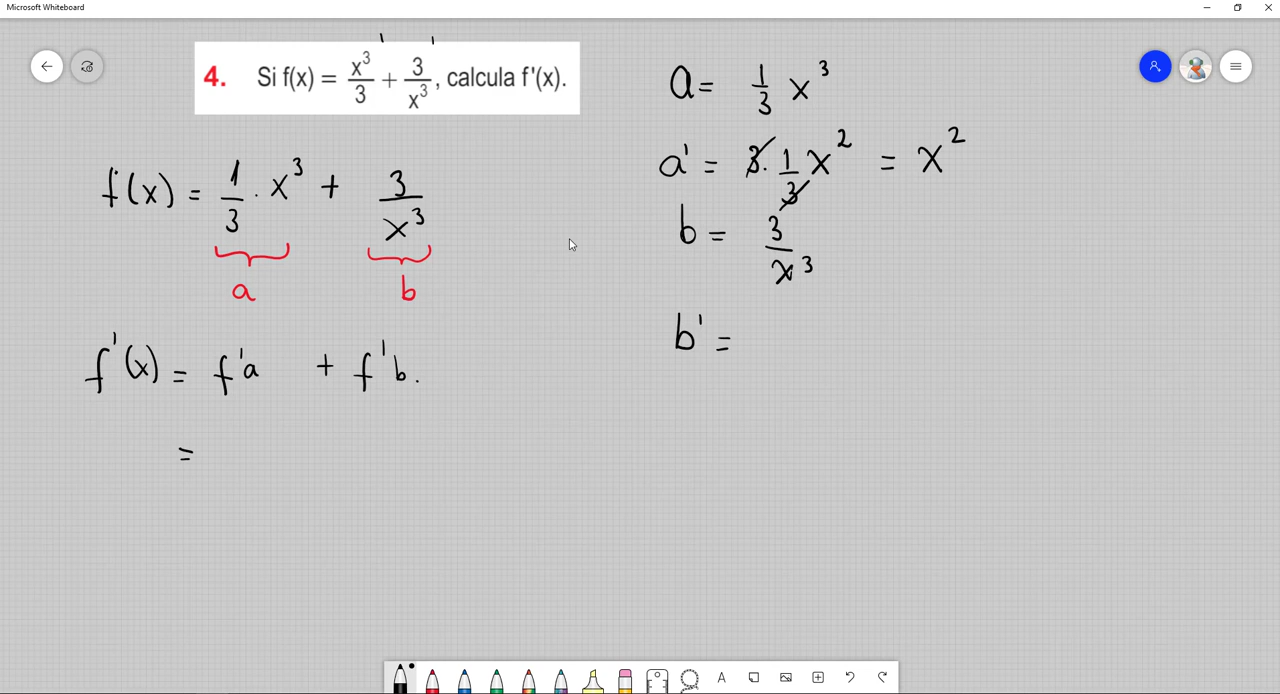 Microsoft Whiteboard
4. Si f(x) = x³/3 + 3/x³, calcula f'(x).
f(x) = 1/3 · x³ + 3/x³
a b
f'(x) = f'a + f'b.
=
a = 1/3 x³
a' = 3 · 1/3 x² = x²
b = 3/x³
b' =
A